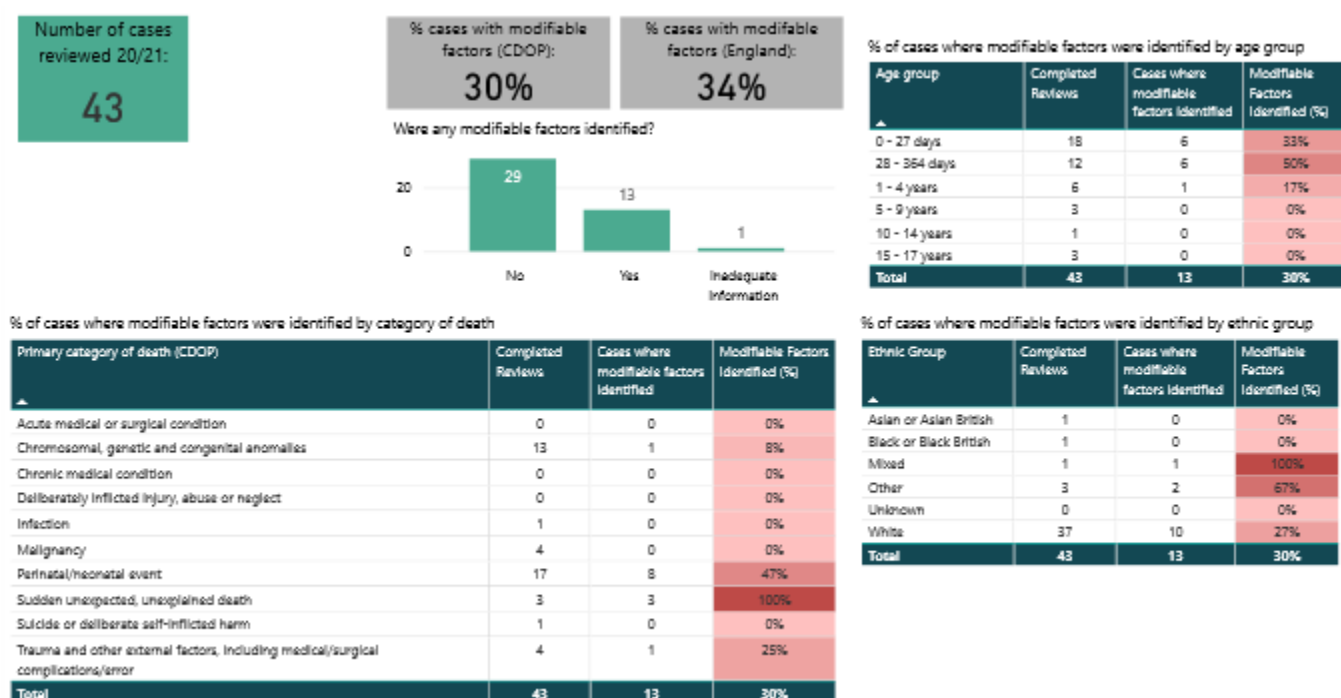 Number of cases
reviewed 20/21:
43
% cases with modifiable
factors (CDOP):
30%
% cases with modifable
factors (England):
34%
Were any modifiable factors identified?
20
0
29
13
1
No
Yes
Inadequate
Information
% of cases where modifiable factors were identified by age group
Age group Completed Cases where Modifiable
Reviews modifiable Factors
factors identified Identified (%)
0 - 27 days 18 6 33%
28 - 364 days 12 6 50%
1 - 4 years 6 1 17%
5 - 9 years 3 0 0%
10 - 14 years 1 0 0%
15 - 17 years 3 0 0%
Total 43 13 30%
% of cases where modifiable factors were identified by category of death
Primary category of death (CDOP) Completed Cases where Modifiable Factors
Reviews modifiable factors Identified (%)
identified
Acute medical or surgical condition 0 0 0%
Chromosomal, genetic and congenital anomalies 13 1 8%
Chronic medical condition 0 0 0%
Deliberately inflicted injury, abuse or neglect 0 0 0%
Infection 1 0 0%
Malignancy 4 0 0%
Perinatal/neonatal event 17 8 47%
Sudden unexpected, unexplained death 3 3 100%
Suicide or deliberate self-inflicted harm 1 0 0%
Trauma and other external factors, including medical/surgical 4 1 25%
complications/error
Total 43 13 30%
% of cases where modifiable factors were identified by ethnic group
Ethnic Group Completed Cases where Modifiable
Reviews modifiable Factors
factors identified Identified (%)
Asian or Asian British 1 0 0%
Black or Black British 1 0 0%
Mixed 1 1 100%
Other 3 2 67%
Unknown 0 0 0%
White 37 10 27%
Total 43 13 30%